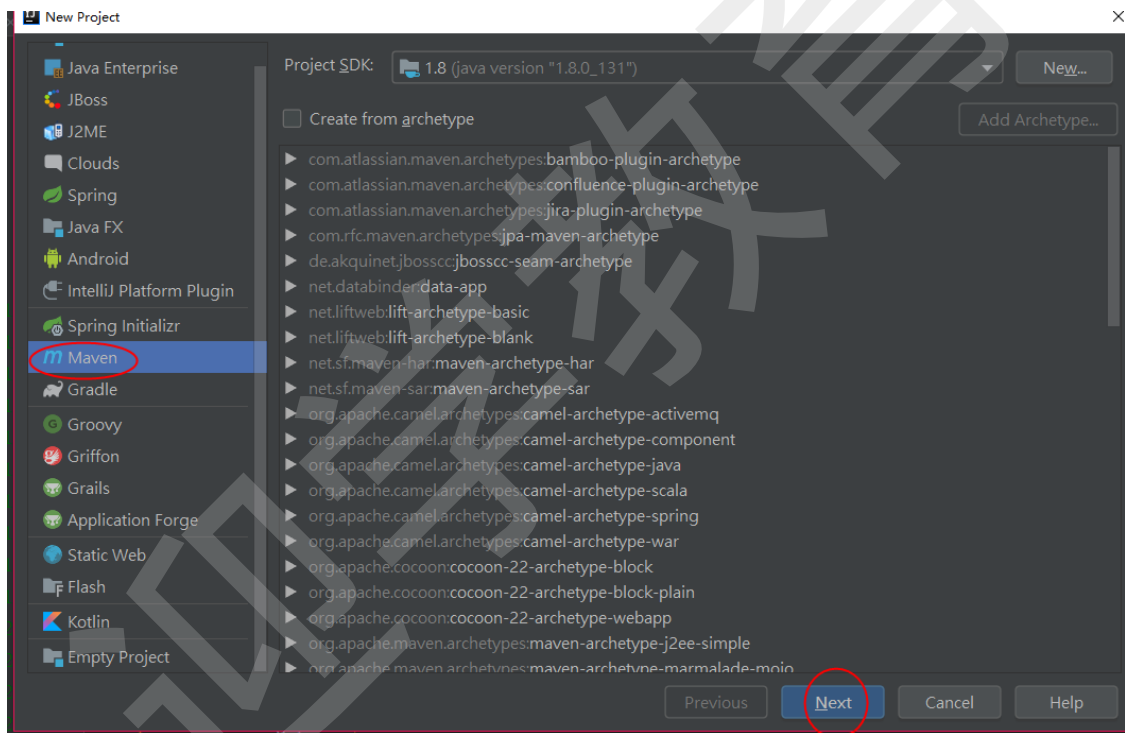 New Project
Java Enterprise
JBoss
J2ME
Clouds
Spring
Java FX
Android
IntelliJ Platform Plugin
Spring Initializr
Maven
Gradle
Groovy
Griffon
Grails
Application Forge
Static Web
Flash
Kotlin
Empty Project
Project SDK: 1.8 (java version "1.8.0_131") New...
Create from archetype Add Archetype...
com.atlassian.maven.archetypes:bamboo-plugin-archetype
com.atlassian.maven.archetypes:confluence-plugin-archetype
com.atlassian.maven.archetypes:jira-plugin-archetype
com.rfc.maven.archetypes:jpa-maven-archetype
de.akquinet.jbosscc:jbosscc-seam-archetype
net.databinder:data-app
net.liftweb:lift-archetype-basic
net.liftweb:lift-archetype-blank
net.sf.maven-har:maven-archetype-har
net.sf.maven-sar:maven-archetype-sar
org.apache.camel.archetypes:camel-archetype-activemq
org.apache.camel.archetypes:camel-archetype-component
org.apache.camel.archetypes:camel-archetype-java
org.apache.camel.archetypes:camel-archetype-scala
org.apache.camel.archetypes:camel-archetype-spring
org.apache.camel.archetypes:camel-archetype-war
org.apache.cocoon:cocoon-22-archetype-block
org.apache.cocoon:cocoon-22-archetype-block-plain
org.apache.cocoon:cocoon-22-archetype-webapp
org.apache.maven.archetypes:maven-archetype-j2ee-simple
org.apache.maven.archetypes:maven-archetype-marmalade-mojo
Previous Next Cancel Help